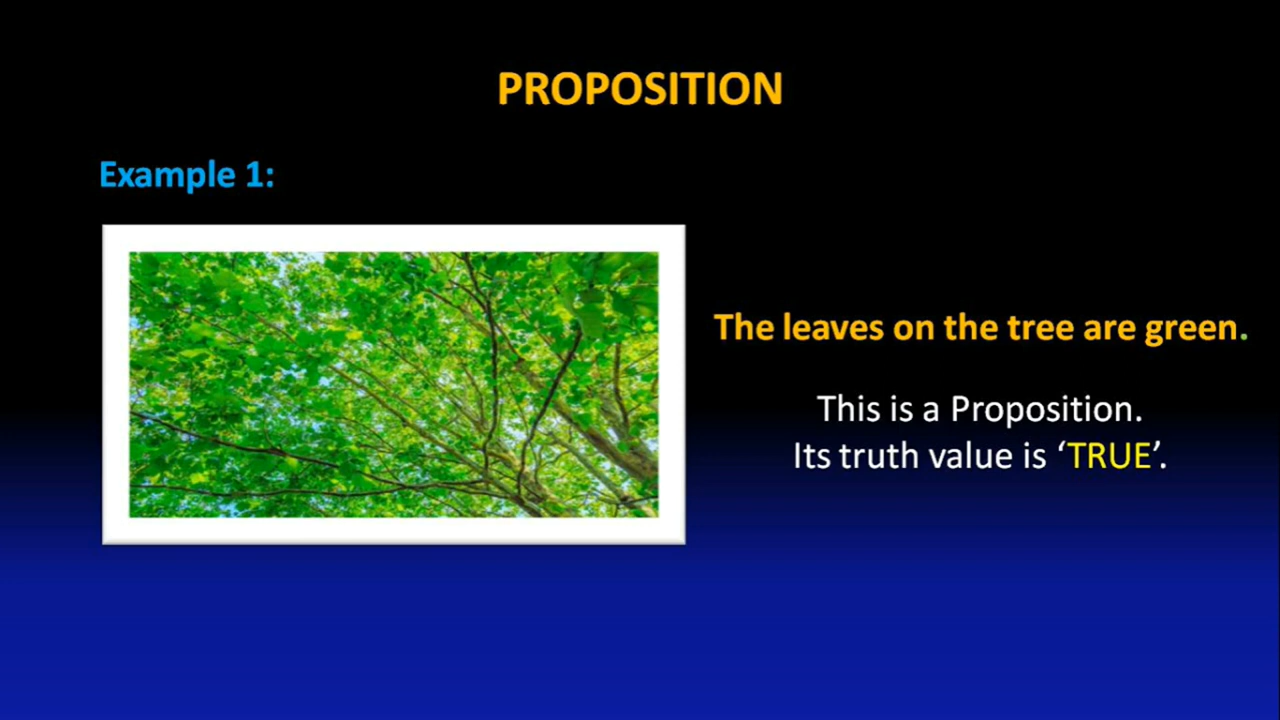 PROPOSITION
Example 1:
The leaves on the tree are green.
This is a Proposition.
Its truth value is ‘TRUE’.